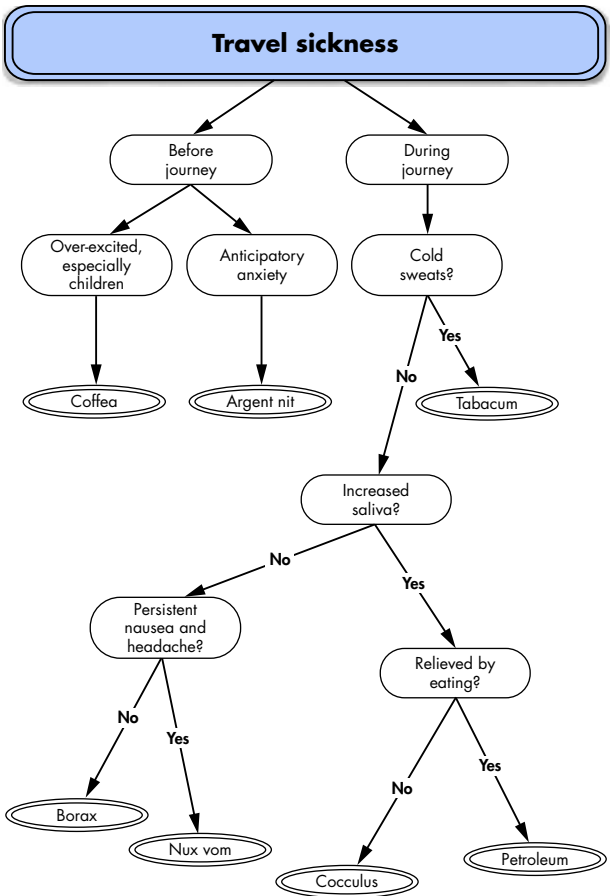 Travel sickness
Before
journey
During
journey
Over-excited,
especially
children
Anticipatory
anxiety
Cold
sweats?
Yes
No
Coffea
Argent nit
Tabacum
Increased
saliva?
No
Yes
Persistent
nausea and
headache?
Relieved by
eating?
No
Yes
Yes
No
Borax
Nux vom
Petroleum
Cocculus